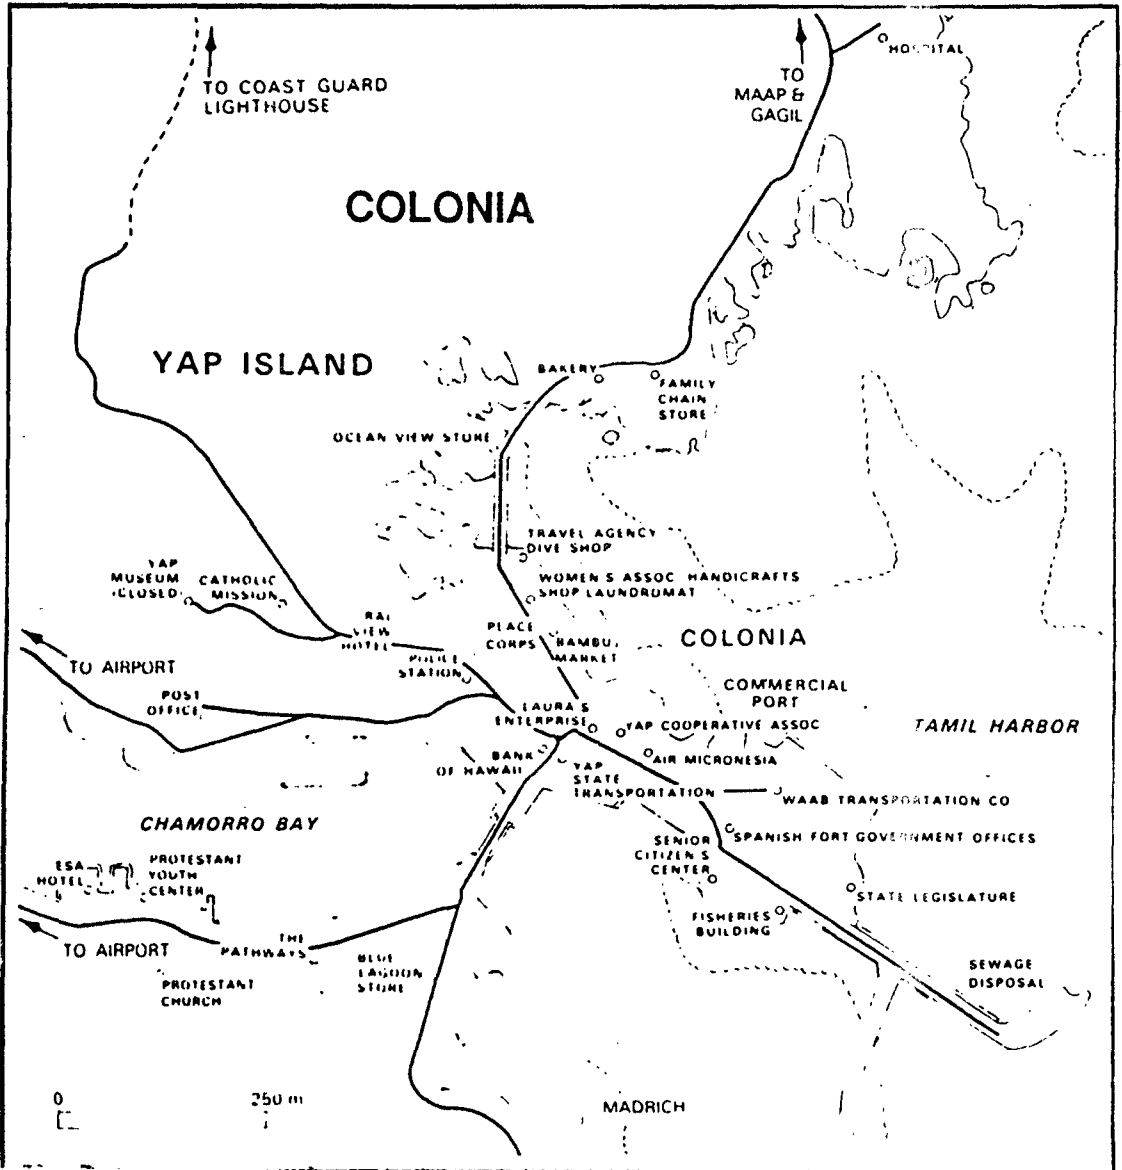 HOSPITAL
TO COAST GUARD
LIGHTHOUSE
TO
MAAP &
GAGIL
COLONIA
YAP ISLAND
BAKERY
FAMILY
CHAIN
STORE
OCEAN VIEW STORE
TRAVEL AGENCY
DIVE SHOP
YAP
MUSEUM
(CLOSED)
CATHOLIC
MISSION
WOMEN'S ASSOC HANDICRAFTS
SHOP LAUNDROMAT
RAI
VIEW
HOTEL
PLACE
CORPS
BAMBU
MARKET
COLONIA
TO AIRPORT
POLICE
STATION
POST
OFFICE
COMMERCIAL
PORT
LAURA'S
ENTERPRISE
YAP COOPERATIVE ASSOC
TAMIL HARBOR
BANK
OF HAWAII
YAP
STATE
TRANSPORTATION
AIR MICRONESIA
WAAB TRANSPORTATION CO
CHAMORRO BAY
SPANISH FORT GOVERNMENT OFFICES
SENIOR
CITIZEN'S
CENTER
ESA
HOTEL
PROTESTANT
YOUTH
CENTER
STATE LEGISLATURE
FISHERIES
BUILDING
TO AIRPORT
THE
PATHWAYS
BLUE
LAGOON
STORE
SEWAGE
DISPOSAL
PROTESTANT
CHURCH
0
250 m
MADRICH